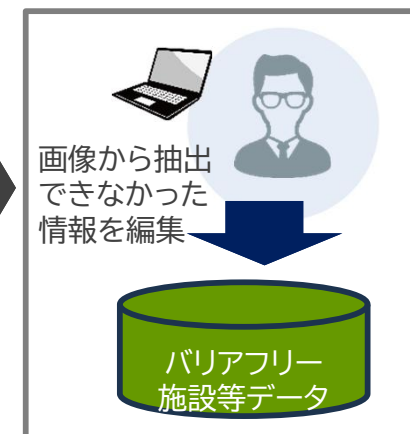 画像から抽出
できなかった
情報を編集
バリアフリー
施設等データ